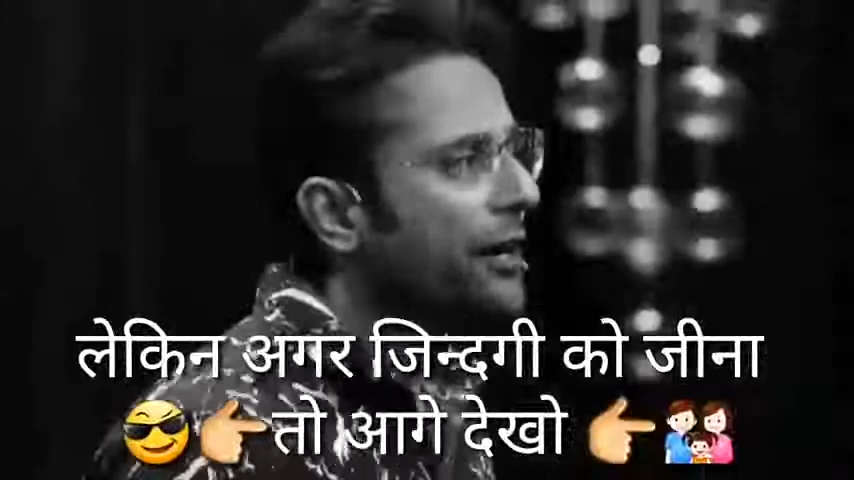 लेकिन अगर जिन्दगी को जीना
😎👉तो आगे देखो 👉👪